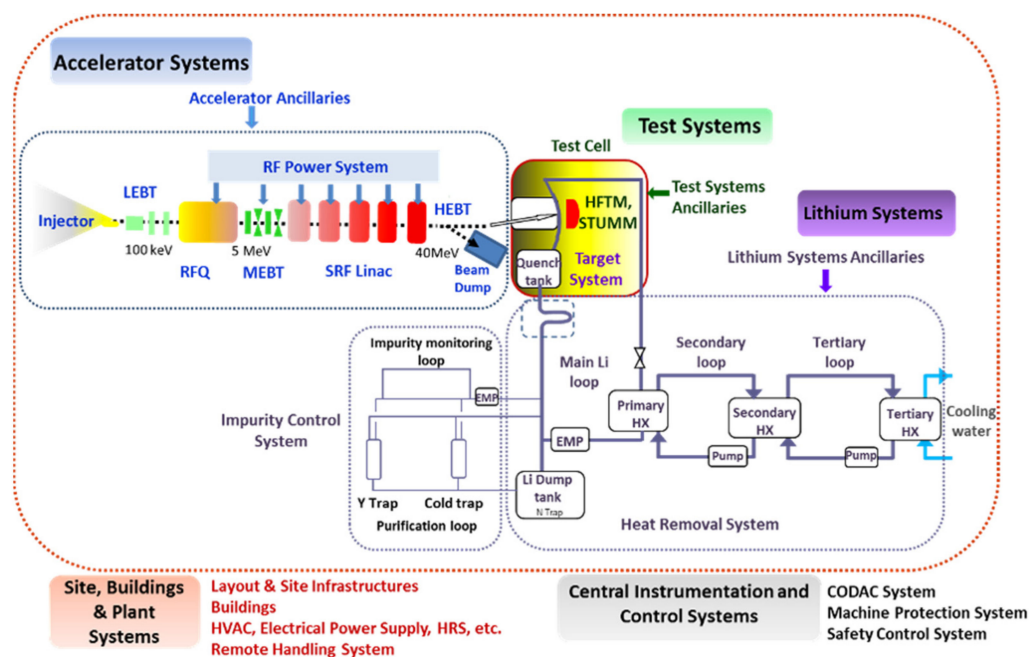 Accelerator Systems
Accelerator Ancillaries
RF Power System
LEBT
Injector
100 keV
RFQ
5 MeV
MEBT
SRF Linac
HEBT
40MeV
Beam
Dump
Test Systems
Test Cell
HFTM,
STUMM
Target
System
Quench
tank
Test Systems
Ancillaries
Lithium Systems
Lithium Systems Ancillaries
Impurity monitoring
loop
EMP
Impurity Control
System
Y Trap
Cold trap
Purification loop
Main Li
loop
EMP
Li Dump
tank
N Trap
Primary
HX
Secondary
loop
Pump
Secondary
HX
Tertiary
loop
Pump
Tertiary
HX
Cooling
water
Heat Removal System
Site, Buildings
& Plant
Systems
Layout & Site Infrastructures
Buildings
HVAC, Electrical Power Supply, HRS, etc.
Remote Handling System
Central Instrumentation and
Control Systems
CODAC System
Machine Protection System
Safety Control System